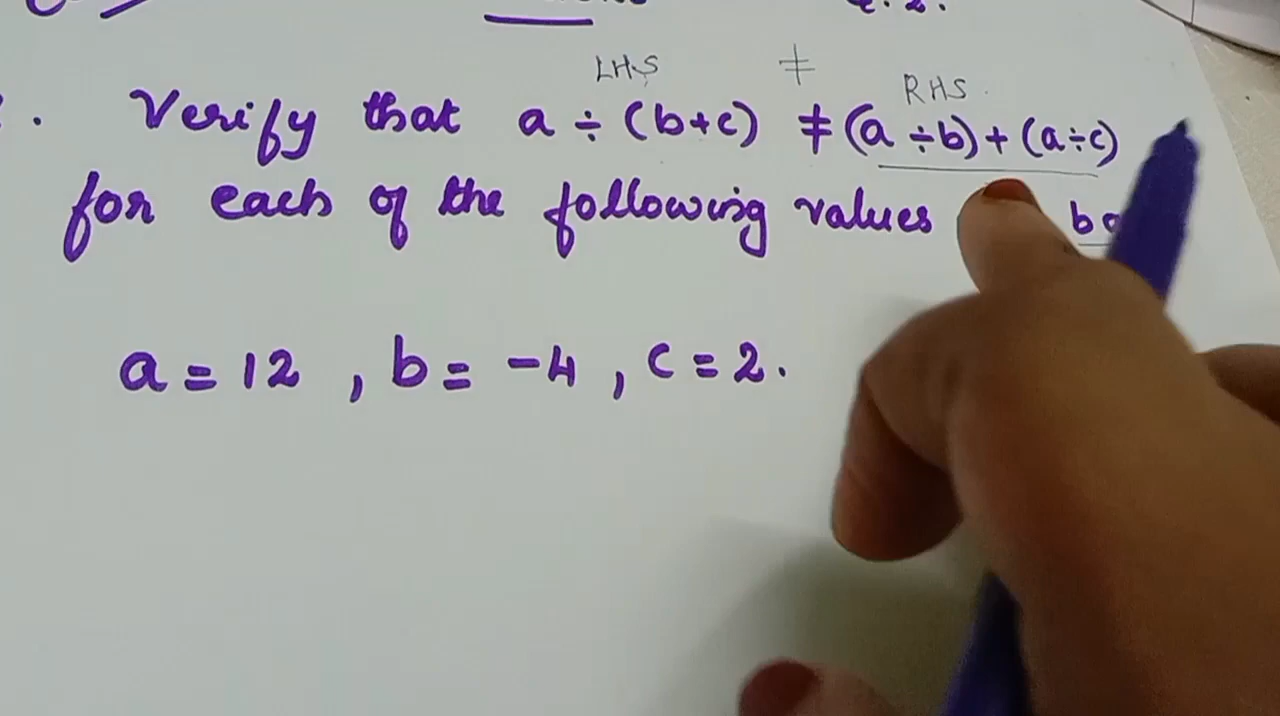 LHS ≠ RHS.
. Verify that a ÷ (b+c) ≠ (a ÷b) + (a÷c)
for each of the following values
a = 12 , b = -4 , c = 2.